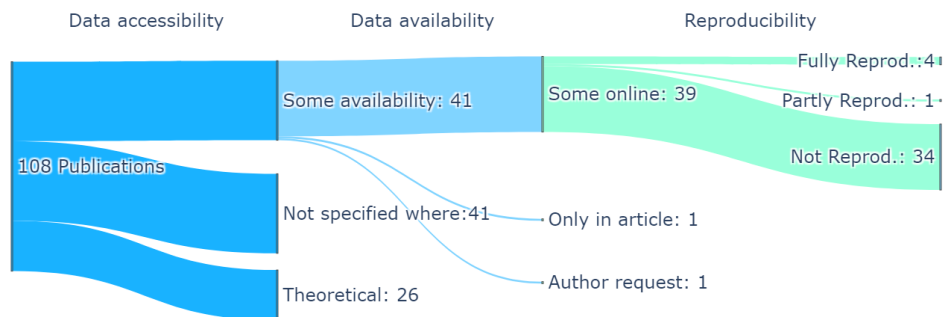 Data accessibility
Data availability
Reproducibility
108 Publications
Some availability: 41
Not specified where:41
Theoretical: 26
Some online: 39
Only in article: 1
Author request: 1
Fully Reprod.:4
Partly Reprod.: 1
Not Reprod.: 34